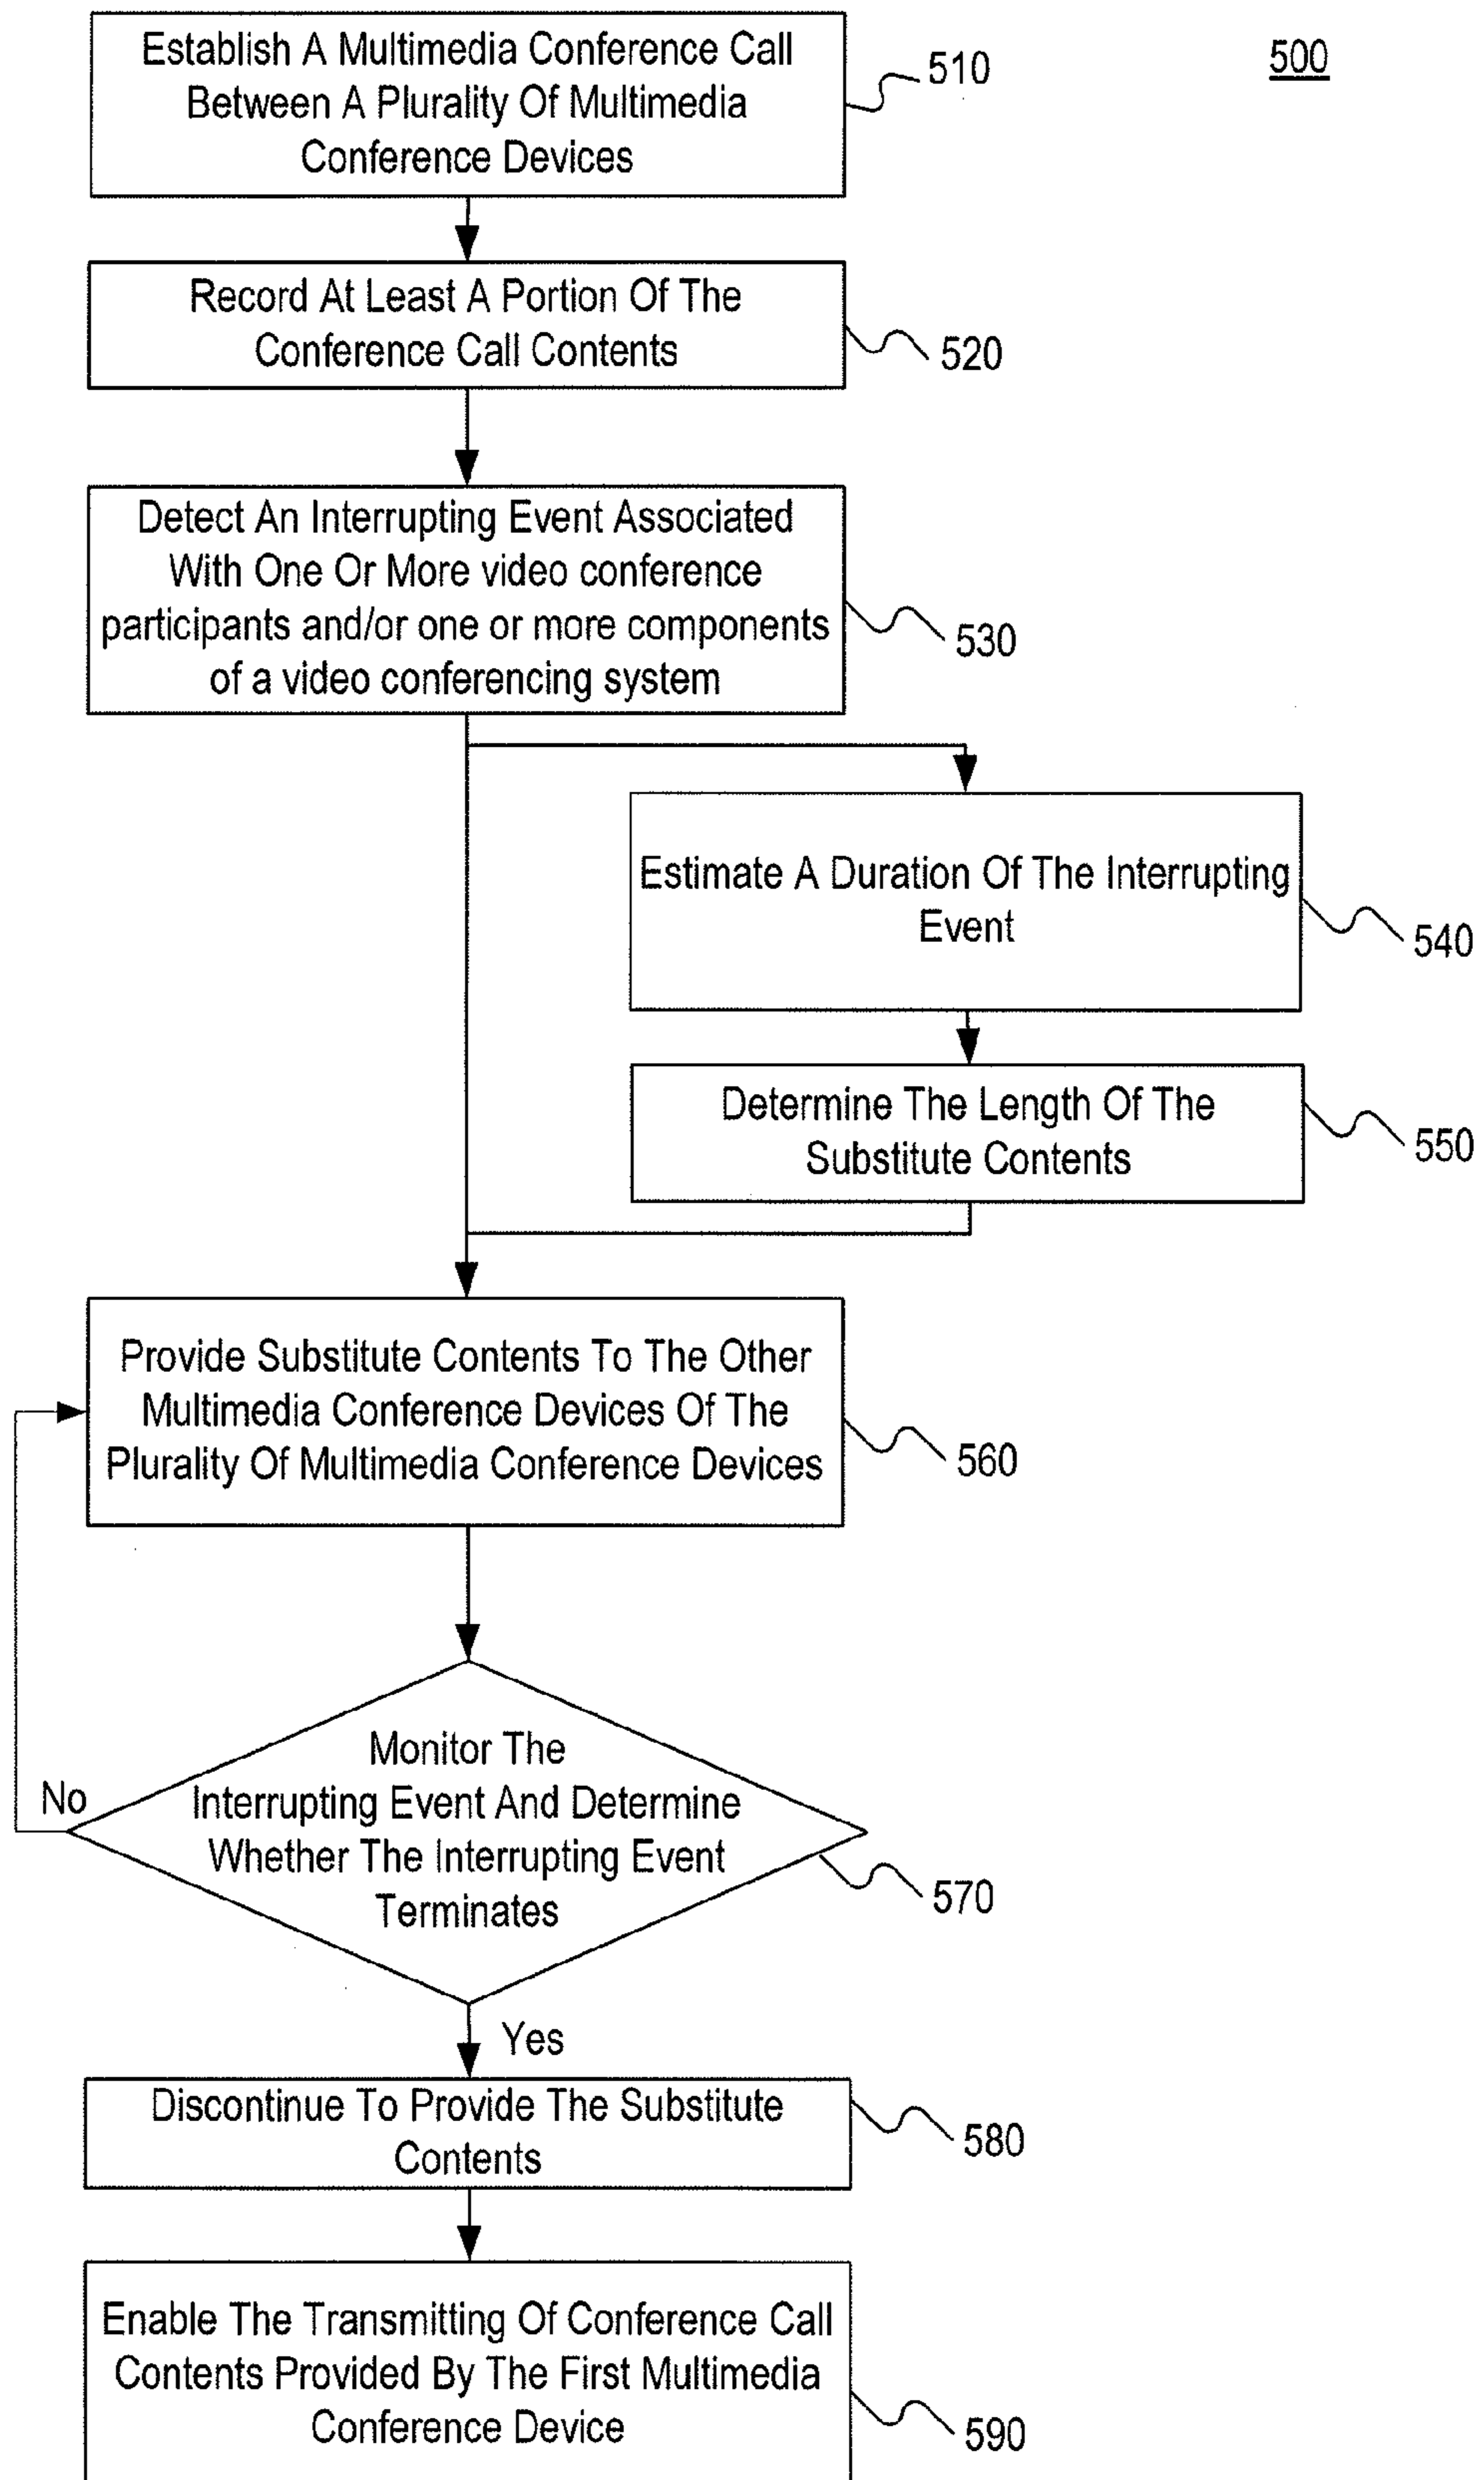 Establish A Multimedia Conference Call
Between A Plurality Of Multimedia
Conference Devices
510
500
Record At Least A Portion Of The
Conference Call Contents
520
Detect An Interrupting Event Associated
With One Or More video conference
participants and/or one or more components
of a video conferencing system
530
Estimate A Duration Of The Interrupting
Event
540
Determine The Length Of The
Substitute Contents
550
Provide Substitute Contents To The Other
Multimedia Conference Devices Of The
Plurality Of Multimedia Conference Devices
560
Monitor The
Interrupting Event And Determine
Whether The Interrupting Event
Terminates
No
570
Yes
Discontinue To Provide The Substitute
Contents
580
Enable The Transmitting Of Conference Call
Contents Provided By The First Multimedia
Conference Device
590